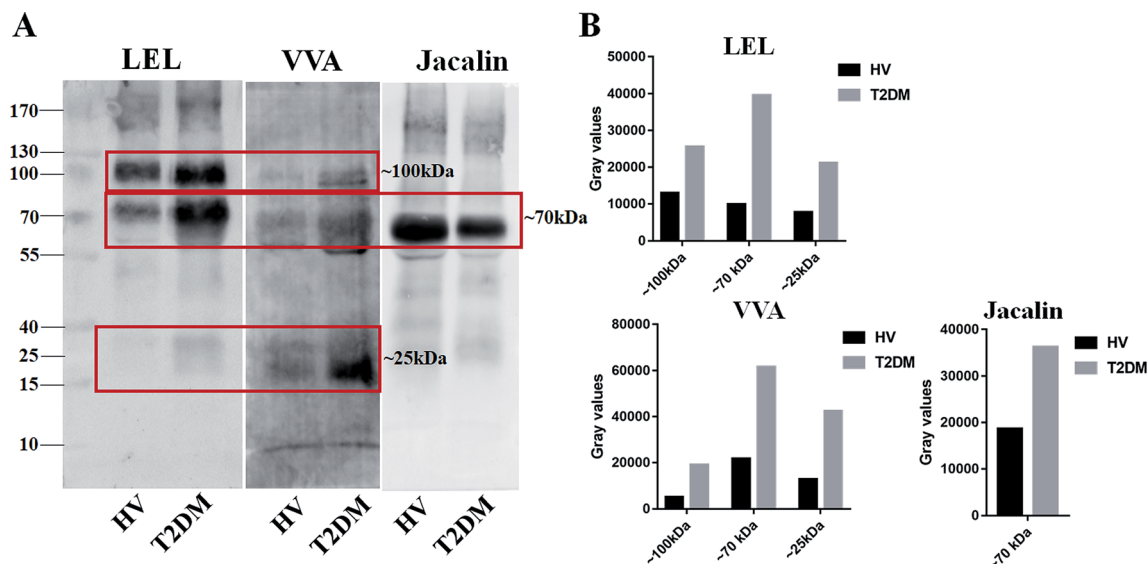 A
LEL
VVA
Jacalin
170
130
100
70
55
40
25
15
10
~100kDa
~70kDa
~25kDa
HV
T2DM
HV
T2DM
HV
T2DM
B
LEL
Gray values
50000
40000
30000
20000
10000
0
~100kDa
~70 kDa
~25kDa
HV
T2DM
VVA
Gray values
80000
60000
40000
20000
0
~100kDa
~70 kDa
~25kDa
HV
T2DM
Jacalin
Gray values
40000
30000
20000
10000
0
~70 kDa
HV
T2DM